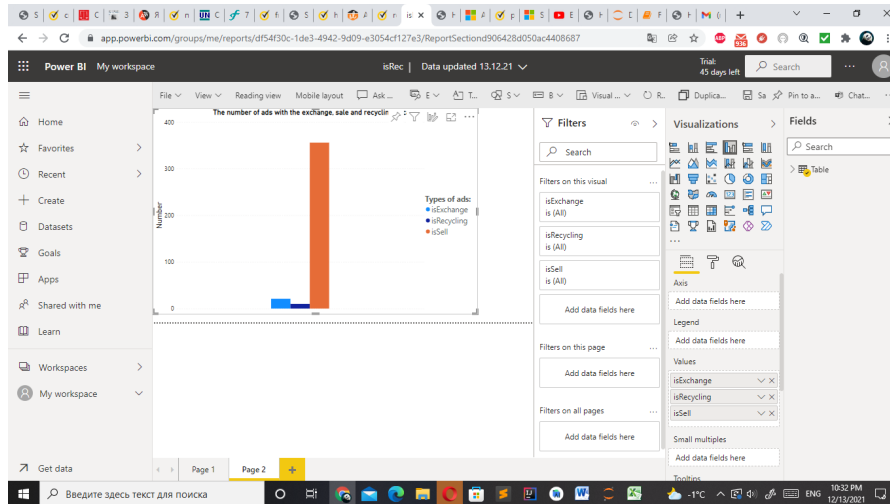 app.powerbi.com/groups/me/reports/df54f30c-1de3-4942-9d09-e3054cf127e3/ReportSectiond906428d050ac4408687
Power BI My workspace
isRec | Data updated 13.12.21
Trial:
45 days left
Search
File View Reading view Mobile layout Ask ... E T... S Visual ... R... Duplica... Sa Pin to a... Chat...
Home
Favorites
Recent
Create
Datasets
Goals
Apps
Shared with me
Learn
Workspaces
My workspace
Get data
The number of ads with the exchange, sale and recyclin
Number
400
300
200
100
0
Types of ads:
isExchange
isRecycling
isSell
Filters
Search
Filters on this visual ...
isExchange
is (All)
isRecycling
is (All)
isSell
is (All)
Add data fields here
Filters on this page ...
Add data fields here
Filters on all pages ...
Add data fields here
Visualizations
...
Axis
Add data fields here
Legend
Add data fields here
Values
isExchange
isRecycling
isSell
Small multiples
Add data fields here
Tooltips
Fields
Search
Table
Page 1 Page 2 +
Введите здесь текст для поиска
-1°C ENG 10:32 PM
12/13/2021